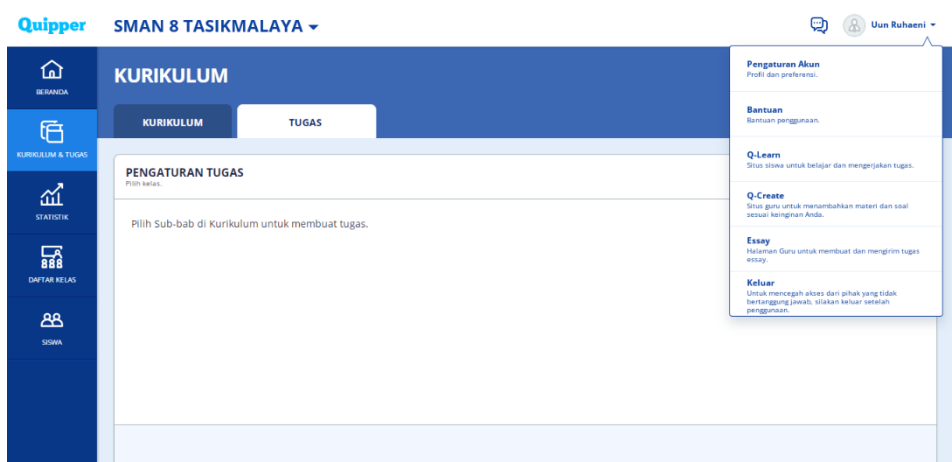 Quipper
SMAN 8 TASIKMALAYA
Uun Ruhaeni
BERANDA
KURIKULUM & TUGAS
STATISTIK
888
DAFTAR KELAS
SISWA
KURIKULUM
KURIKULUM
TUGAS
PENGATURAN TUGAS
Pilih kelas.
Pilih Sub-bab di Kurikulum untuk membuat tugas.
Pengaturan Akun
Profil dan preferensi.
Bantuan
Bantuan penggunaan.
Q-Learn
Situs siswa untuk belajar dan mengerjakan tugas.
Q-Create
Situs guru untuk menambahkan materi dan soal
sesuai keinginan Anda.
Essay
Halaman Guru untuk membuat dan mengirim tugas
essay.
Keluar
Untuk mencegah akses dari pihak yang tidak
bertanggung jawab, silakan keluar setelah
penggunaan.